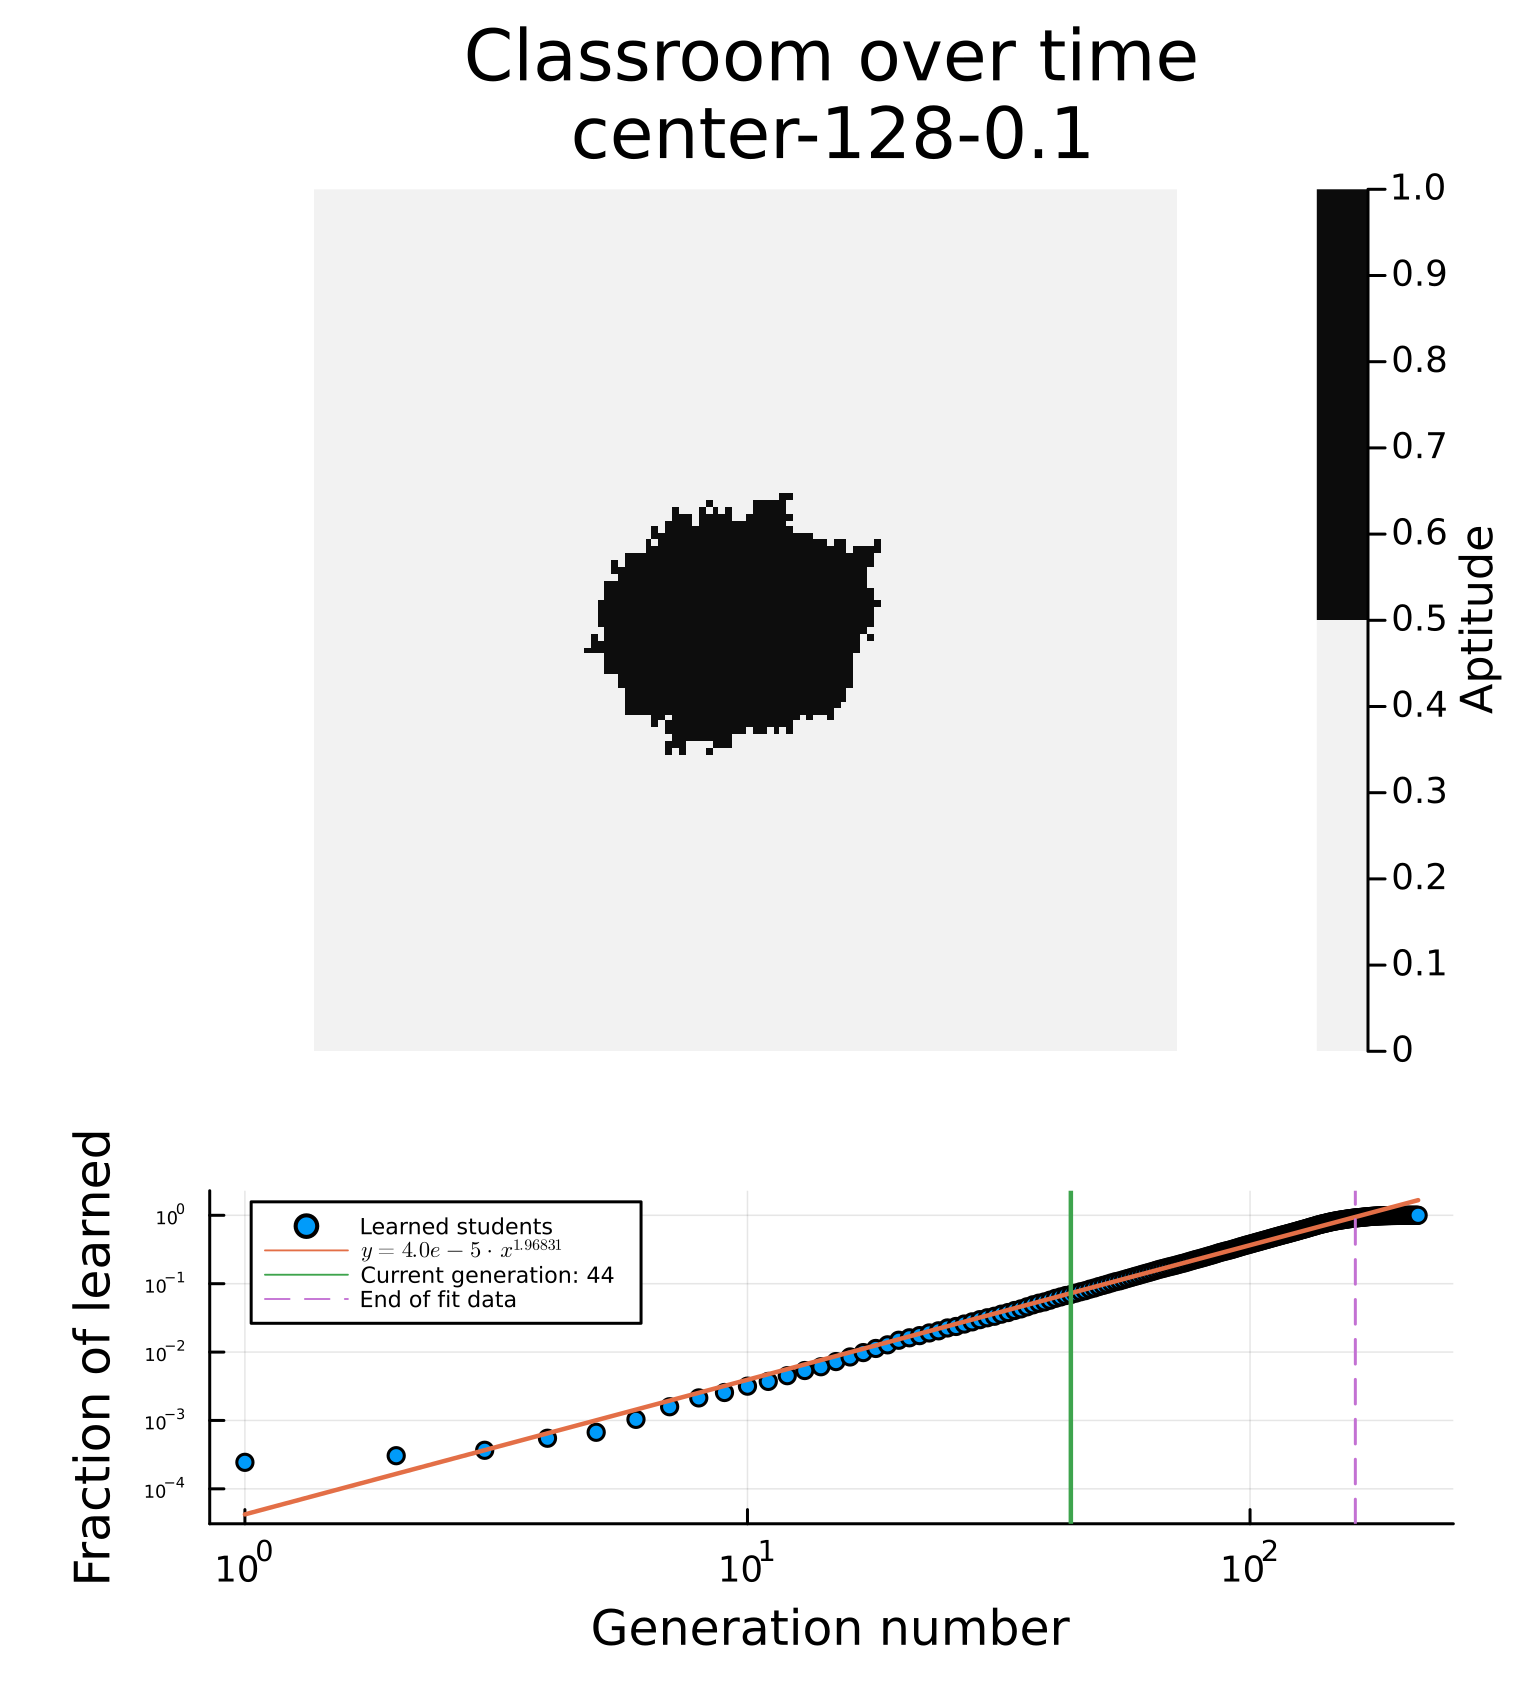 Classroom over time
center-128-0.1
1.0
0.9
0.8
0.7
0.6
0.5
0.4
0.3
0.2
0.1
0
Aptitude
Fraction of learned
10^0
10^-1
10^-2
10^-3
10^-4
Learned students
y = 4.0e − 5 · x^1.96831
Current generation: 44
End of fit data
10^0 10^1 10^2
Generation number